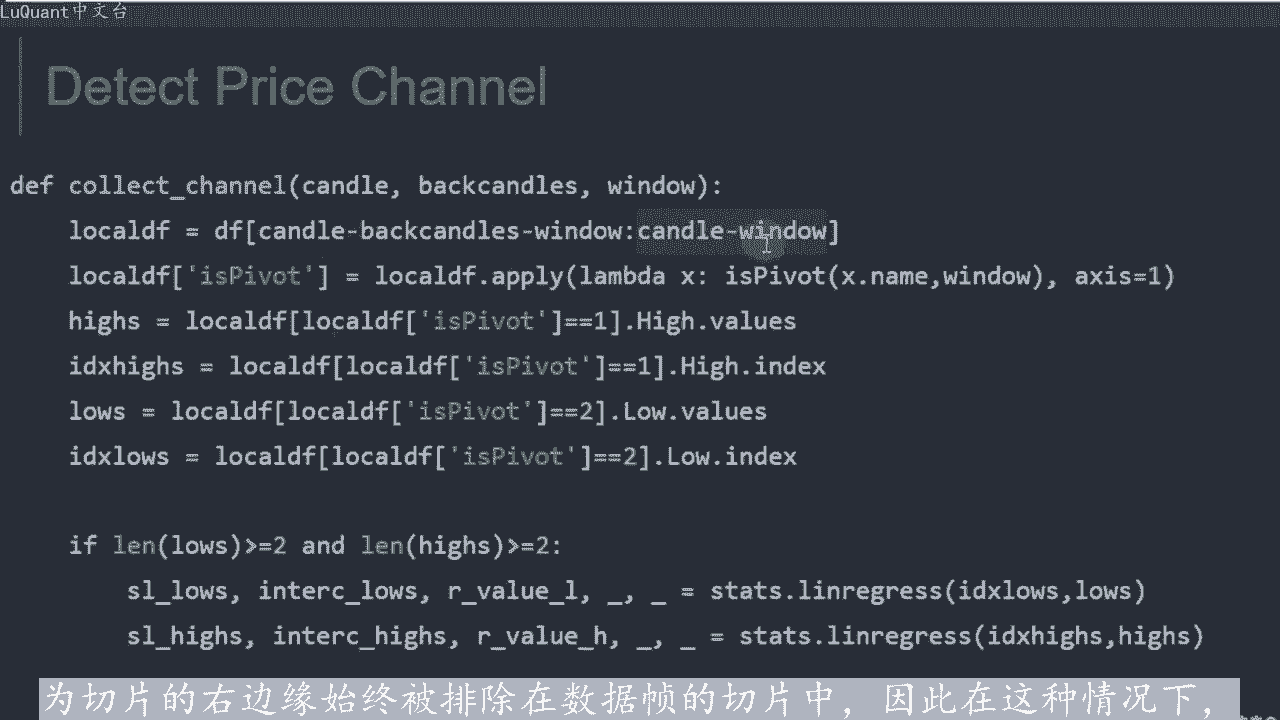 LuQuant中文台
Detect Price Channel
def collect_channel(candle, backcandles, window):
    localdf = df[candle-backcandles-window:candle-window]
    localdf['isPivot'] = localdf.apply(lambda x: isPivot(x.name,window), axis=1)
    highs = localdf[localdf['isPivot']==1].High.values
    idxhighs = localdf[localdf['isPivot']==1].High.index
    lows = localdf[localdf['isPivot']==2].Low.values
    idxlows = localdf[localdf['isPivot']==2].Low.index
    if len(lows)>=2 and len(highs)>=2:
        sl_lows, interc_lows, r_value_l, _, _ = stats.linregress(idxlows,lows)
        sl_highs, interc_highs, r_value_h, _, _ = stats.linregress(idxhighs,highs)
为切片的右边缘始终被排除在数据帧的切片中，因此在这种情况下，